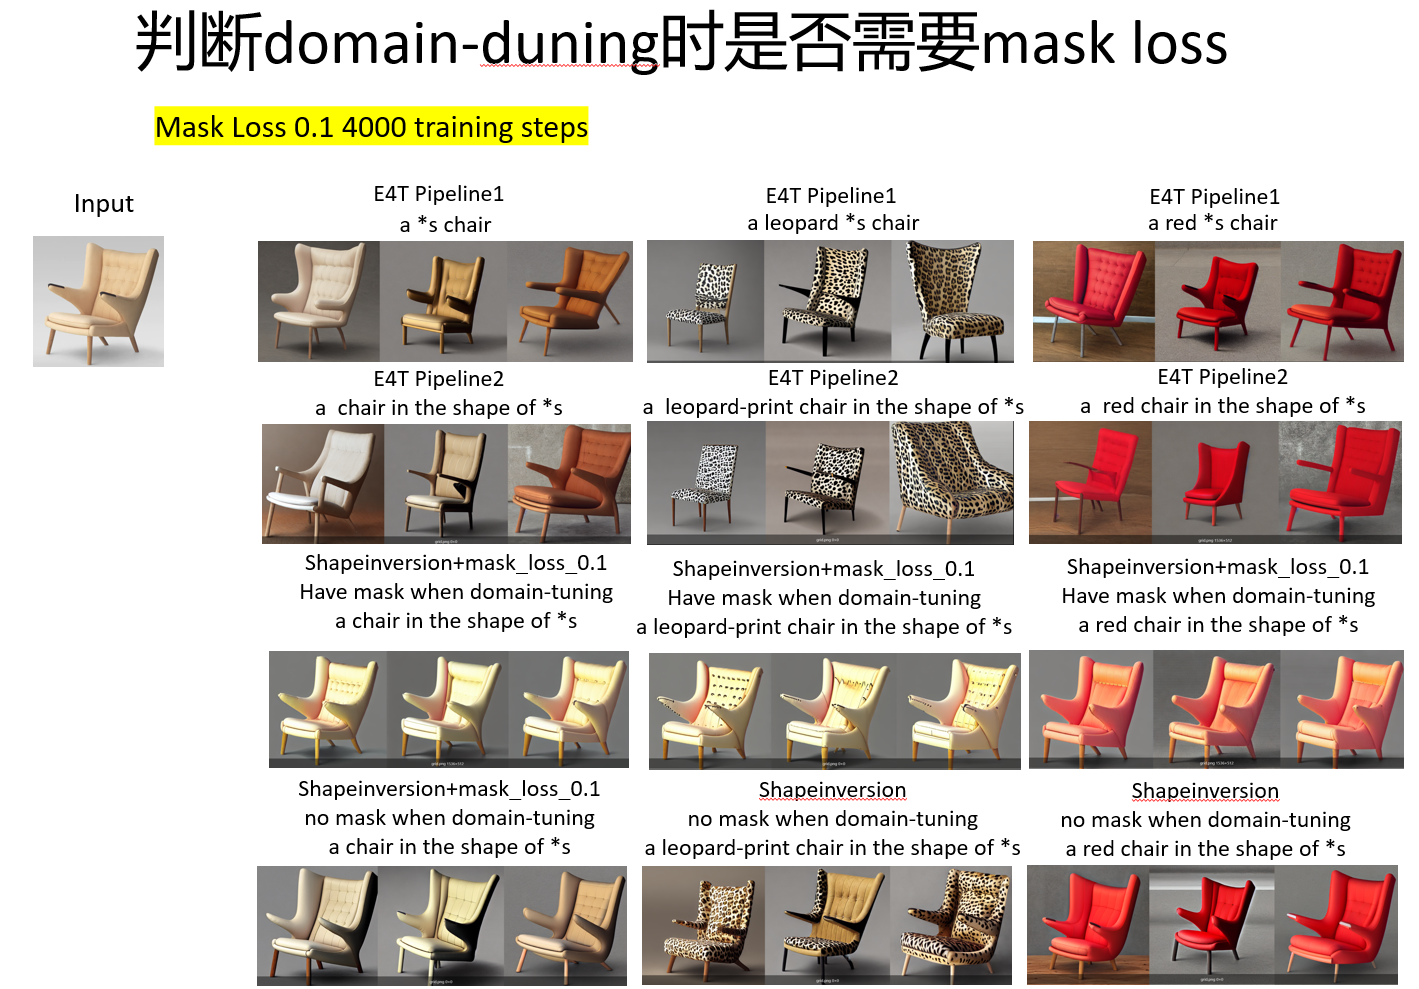 判断domain-duning时是否需要mask loss
Mask Loss 0.1 4000 training steps
Input
E4T Pipeline1
a *s chair
E4T Pipeline1
a leopard *s chair
E4T Pipeline1
a red *s chair
E4T Pipeline2
a  chair in the shape of *s
E4T Pipeline2
a  leopard-print chair in the shape of *s
E4T Pipeline2
a  red chair in the shape of *s
Shapeinversion+mask_loss_0.1
Have mask when domain-tuning
a chair in the shape of *s
Shapeinversion+mask_loss_0.1
Have mask when domain-tuning
a leopard-print chair in the shape of *s
Shapeinversion+mask_loss_0.1
Have mask when domain-tuning
a red chair in the shape of *s
Shapeinversion+mask_loss_0.1
no mask when domain-tuning
a chair in the shape of *s
Shapeinversion
no mask when domain-tuning
a leopard-print chair in the shape of *s
Shapeinversion
no mask when domain-tuning
a red chair in the shape of *s